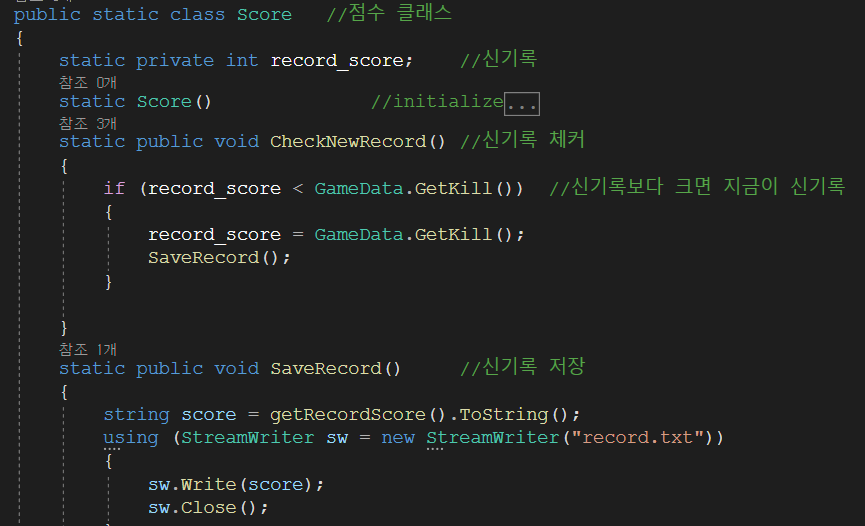 public static class Score   //점수 클래스
{
static private int record_score;    //신기록
참조 0개
static Score()              //initialize...
참조 3개
static public void CheckNewRecord() //신기록 체커
{
if (record_score < GameData.GetKill())  //신기록보다 크면 지금이 신기록
{
record_score = GameData.GetKill();
SaveRecord();
}
}
참조 1개
static public void SaveRecord()     //신기록 저장
{
string score = getRecordScore().ToString();
using (StreamWriter sw = new StreamWriter("record.txt"))
{
sw.Write(score);
sw.Close();